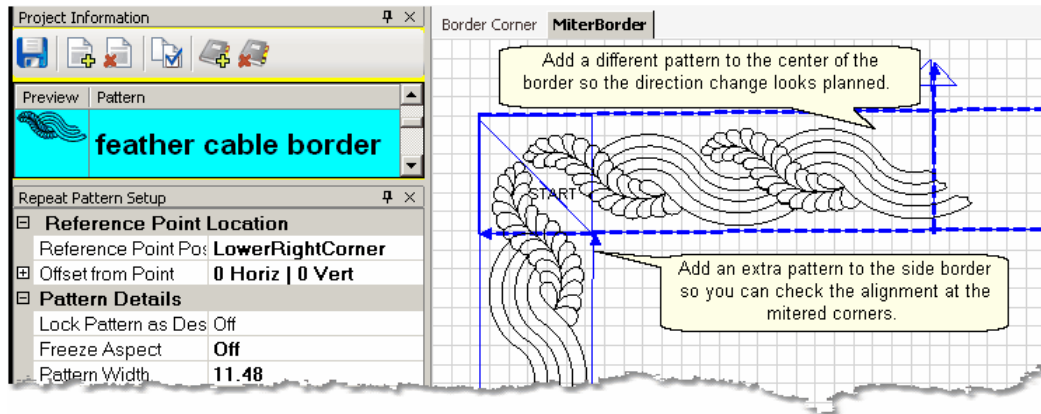 Project Information
Border Corner MiterBorder
Add a different pattern to the center of the
border so the direction change looks planned.
Preview Pattern
feather cable border
START
Repeat Pattern Setup
Reference Point Location
Reference Point Pos LowerRightCorner
Offset from Point 0 Horiz | 0 Vert
Pattern Details
Lock Pattern as Des Off
Freeze Aspect Off
Pattern Width 11.48
Add an extra pattern to the side border
so you can check the alignment at the
mitered corners.